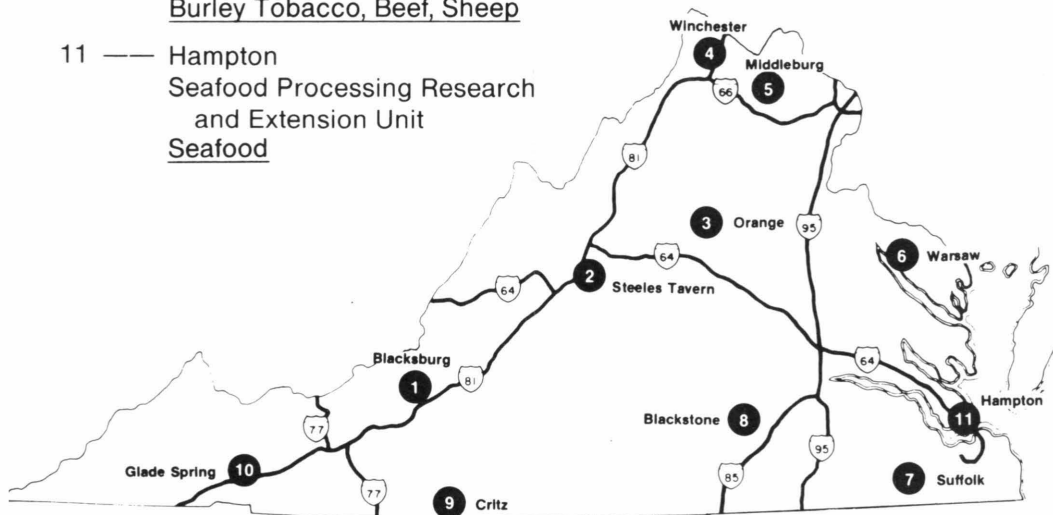 Burley Tobacco, Beef, Sheep
11 —— Hampton
Seafood Processing Research
and Extension Unit
Seafood
Winchester
4
Middleburg
5
66
81
3 Orange
95
6 Warsaw
2 Steeles Tavern
64
64
Blacksburg
1
81
64
Hampton
11
Blackstone 8
77
95
Glade Spring 10
85
7 Suffolk
77
9 Critz